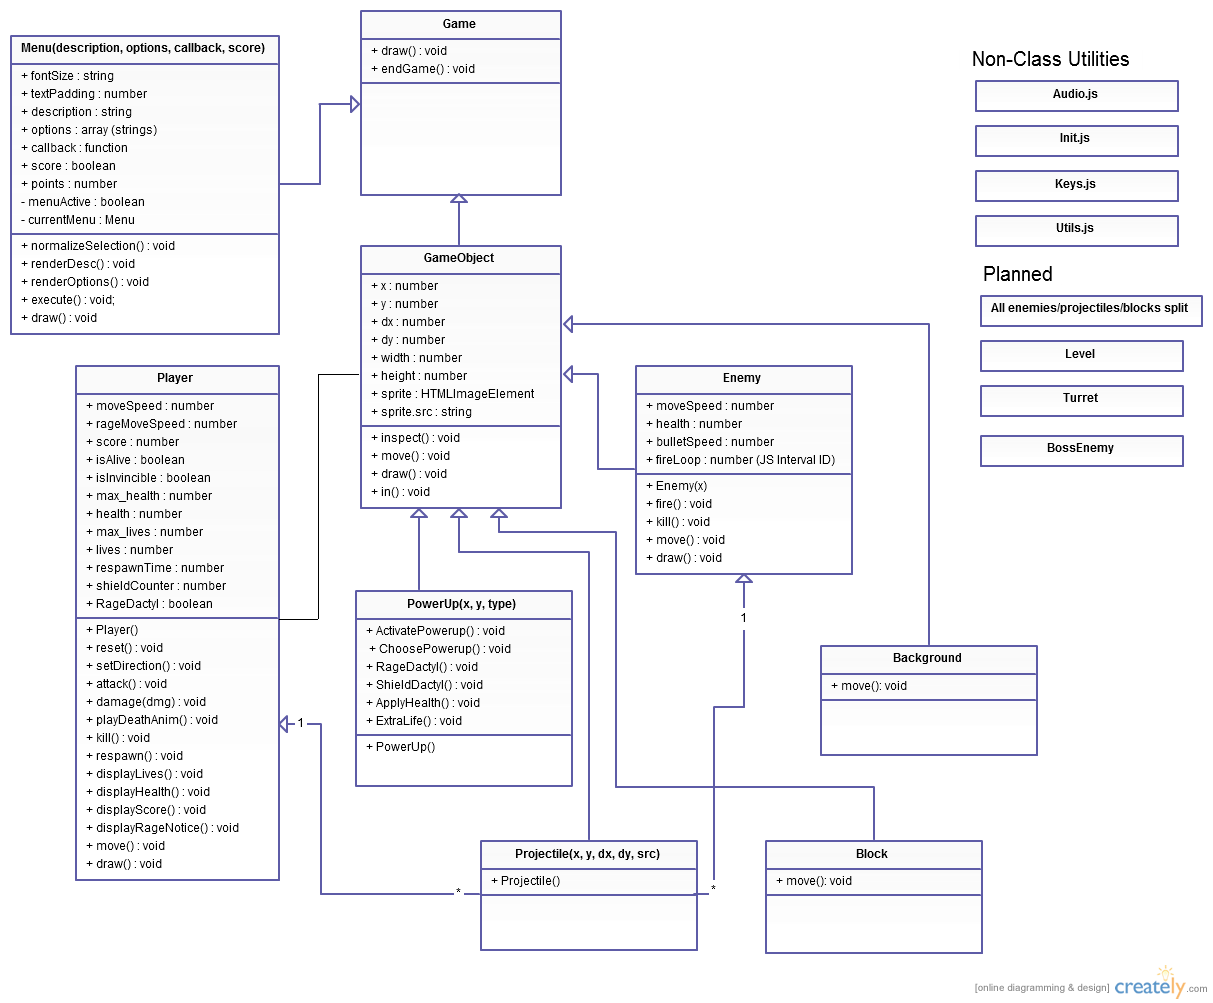 Game
+ draw() : void
+ endGame() : void
Menu(description, options, callback, score)
+ fontSize : string
+ textPadding : number
+ description : string
+ options : array (strings)
+ callback : function
+ score : boolean
+ points : number
- menuActive : boolean
- currentMenu : Menu
+ normalizeSelection() : void
+ renderDesc() : void
+ renderOptions() : void
+ execute() : void;
+ draw() : void
GameObject
+ x : number
+ y : number
+ dx : number
+ dy : number
+ width : number
+ height : number
+ sprite : HTMLImageElement
+ sprite.src : string
+ inspect() : void
+ move() : void
+ draw() : void
+ in() : void
Player
+ moveSpeed : number
+ rageMoveSpeed : number
+ score : number
+ isAlive : boolean
+ isInvincible : boolean
+ max_health : number
+ health : number
+ max_lives : number
+ lives : number
+ respawnTime : number
+ shieldCounter : number
+ RageDactyl : boolean
+ Player()
+ reset() : void
+ setDirection() : void
+ attack() : void
+ damage(dmg) : void
+ playDeathAnim() : void
+ kill() : void
+ respawn() : void
+ displayLives() : void
+ displayHealth() : void
+ displayScore() : void
+ displayRageNotice() : void
+ move() : void
+ draw() : void
1
*
Enemy
+ moveSpeed : number
+ health : number
+ bulletSpeed : number
+ fireLoop : number (JS Interval ID)
+ Enemy(x)
+ fire() : void
+ kill() : void
+ move() : void
+ draw() : void
1
*
PowerUp(x, y, type)
+ ActivatePowerup() : void
+ ChoosePowerup() : void
+ RageDactyl() : void
+ ShieldDactyl() : void
+ ApplyHealth() : void
+ ExtraLife() : void
+ PowerUp()
Background
+ move(): void
Projectile(x, y, dx, dy, src)
+ Projectile()
Block
+ move(): void
Non-Class Utilities
Audio.js
Init.js
Keys.js
Utils.js
Planned
All enemies/projectiles/blocks split
Level
Turret
BossEnemy
[online diagramming & design] creately.com